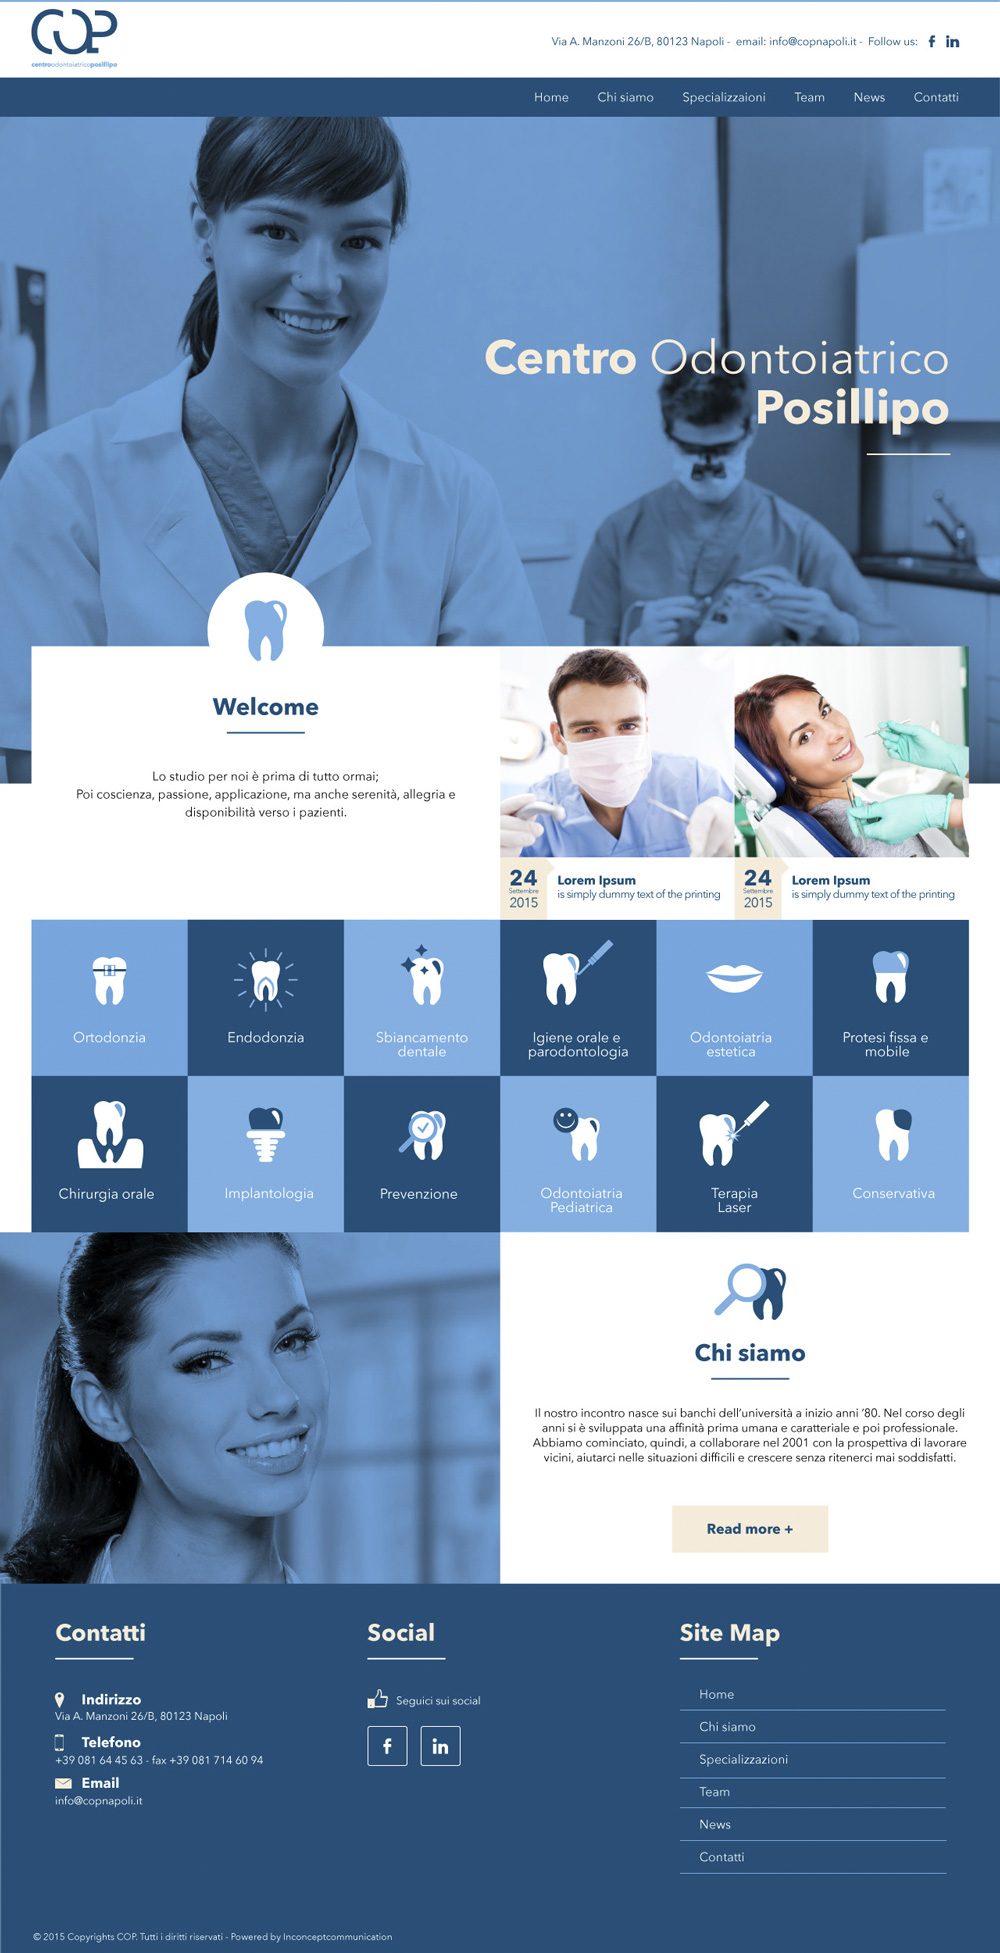 COP
centroodontoiatricoposillipo
Via A. Manzoni 26/B, 80123 Napoli - email: info@copnapoli.it - Follow us:
Home Chi siamo Specializzaioni Team News Contatti
Centro Odontoiatrico
Posillipo
Welcome
Lo studio per noi è prima di tutto ormai;
Poi coscienza, passione, applicazione, ma anche serenità, allegria e
disponibilità verso i pazienti.
24
Settembre
2015
Lorem Ipsum
is simply dummy text of the printing
24
Settembre
2015
Lorem Ipsum
is simply dummy text of the printing
Ortodonzia
Endodonzia
Sbiancamento
dentale
Igiene orale e
parodontologia
Odontoiatria
estetica
Protesi fissa e
mobile
Chirurgia orale
Implantologia
Prevenzione
Odontoiatria
Pediatrica
Terapia
Laser
Conservativa
Chi siamo
Il nostro incontro nasce sui banchi dell'università a inizio anni '80. Nel corso degli
anni si è sviluppata una affinità prima umana e caratteriale e poi professionale.
Abbiamo cominciato, quindi, a collaborare nel 2001 con la prospettiva di lavorare
vicini, aiutarci nelle situazioni difficili e crescere senza ritenerci mai soddisfatti.
Read more +
Contatti
Indirizzo
Via A. Manzoni 26/B, 80123 Napoli
Telefono
+39 081 64 45 63 - fax +39 081 714 60 94
Email
info@copnapoli.it
Social
Seguici sui social
Site Map
Home
Chi siamo
Specializzazioni
Team
News
Contatti
© 2015 Copyrights COP. Tutti i diritti riservati - Powered by Inconceptcommunication